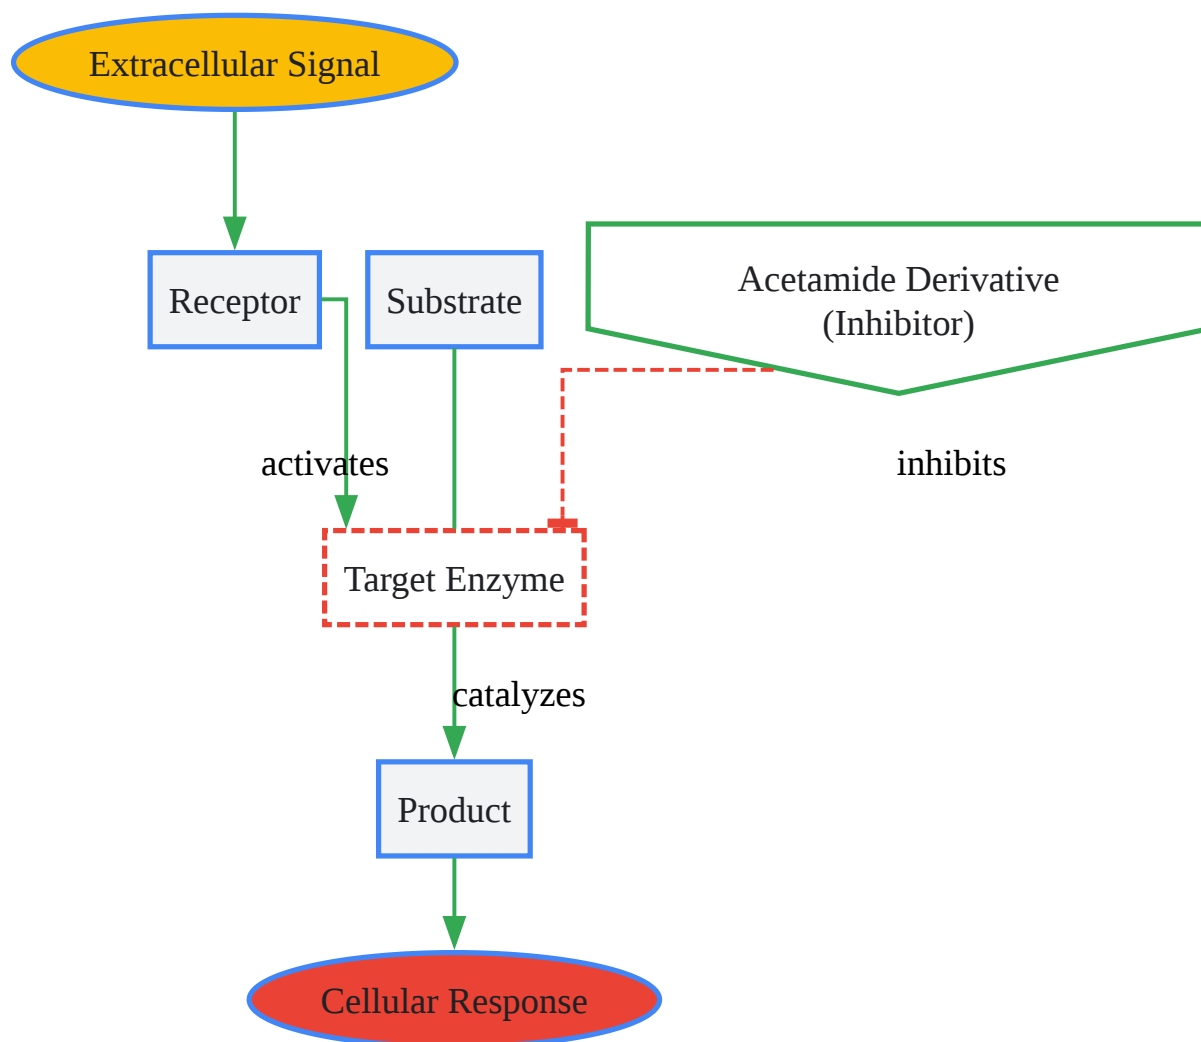 Extracellular Signal
Receptor
Substrate
Acetamide Derivative
(Inhibitor)
activates
inhibits
Target Enzyme
catalyzes
Product
Cellular Response